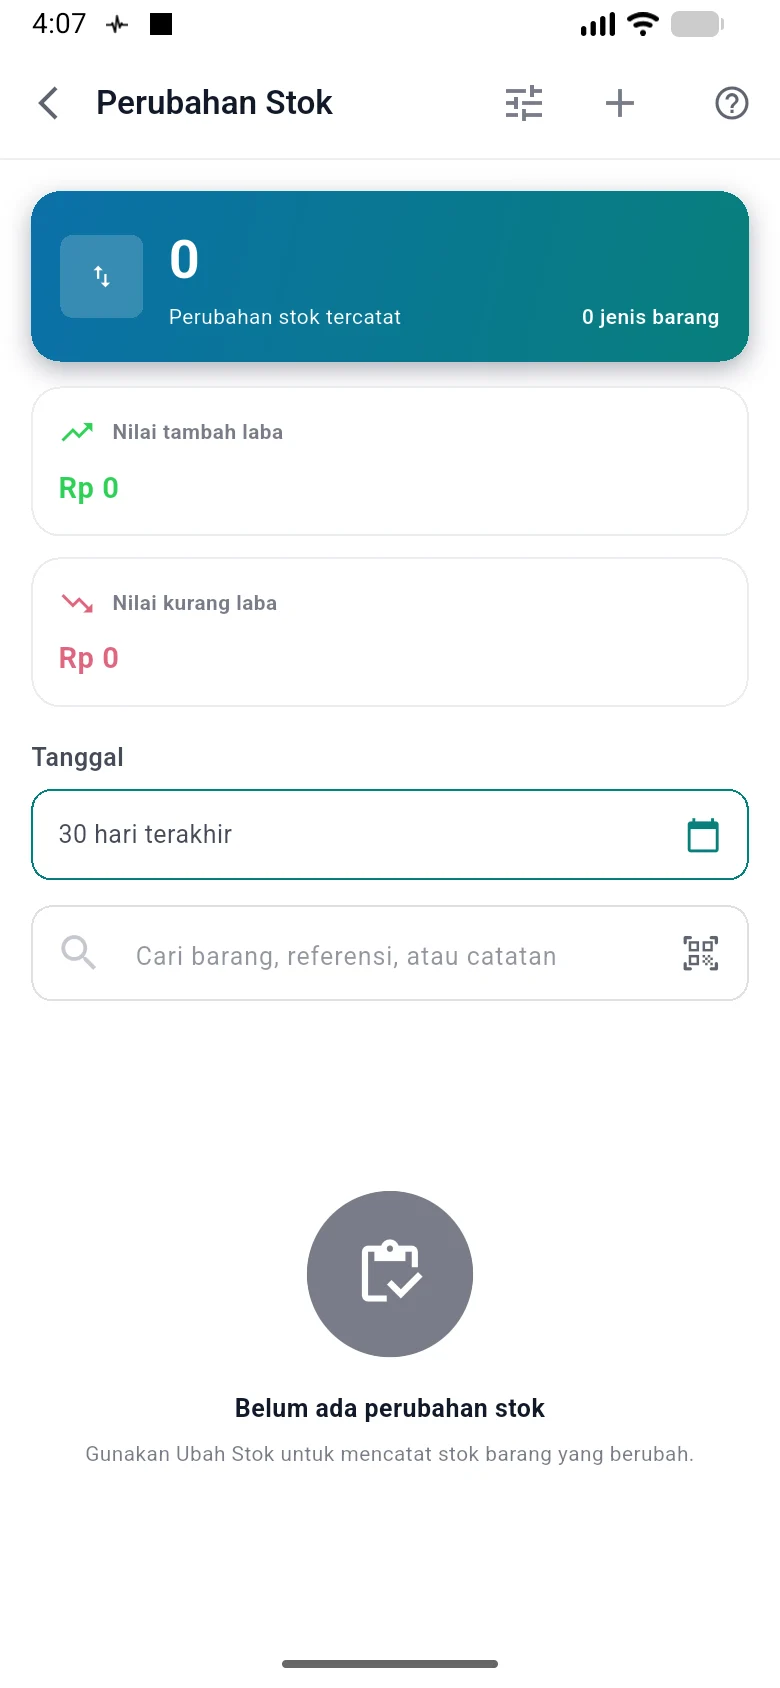 4:07
Perubahan Stok
0
Perubahan stok tercatat
0 jenis barang
Nilai tambah laba
Rp 0
Nilai kurang laba
Rp 0
Tanggal
30 hari terakhir
Cari barang, referensi, atau catatan
Belum ada perubahan stok
Gunakan Ubah Stok untuk mencatat stok barang yang berubah.